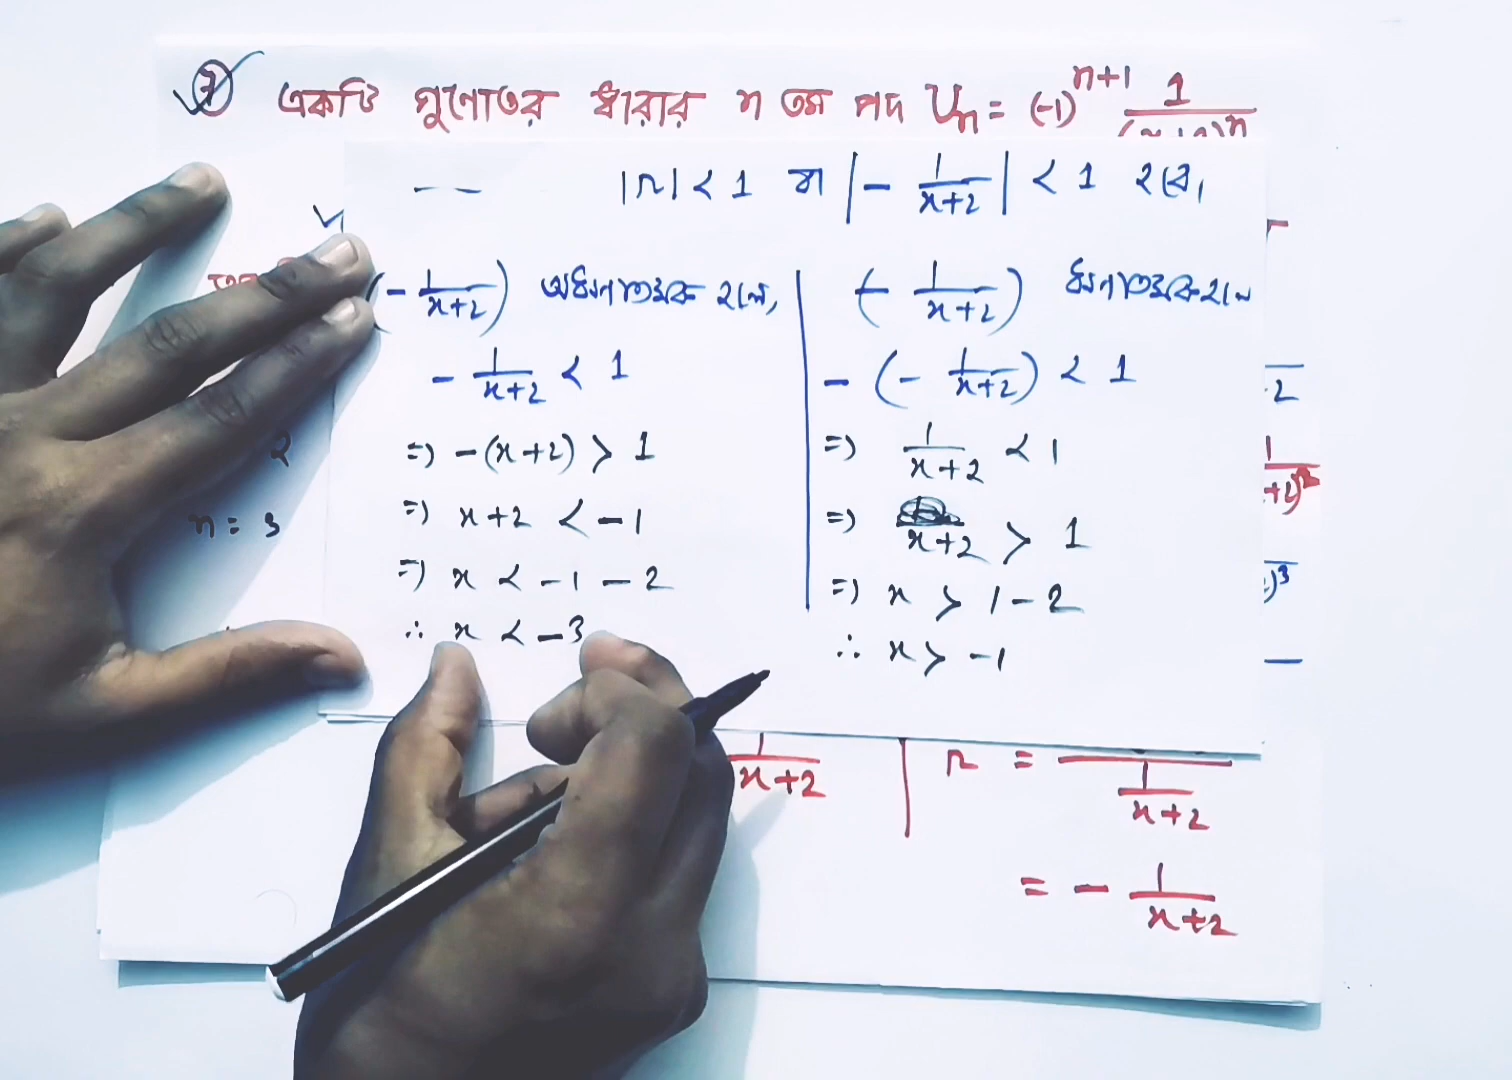 একটি গুনোত্তর ধারার n তম পদ Uₙ = (-1)ⁿ⁺¹ 1/(x+2)ⁿ
|r| < 1 বা |- 1/(x+2)| < 1 হবে,
(- 1/(x+2)) অঋণাত্মক হলে,
- 1/(x+2) < 1
=> -(x+2) > 1
=> x+2 < -1
=> x < -1 - 2
∴ x < -3
(- 1/(x+2)) ঋণাত্মক হলে
- (- 1/(x+2)) < 1
=> 1/(x+2) < 1
=> x+2 > 1
=> x > 1 - 2
∴ x > -1
n = 3
1/(x+2)
r = 1/(x+2)
= - 1/(x+2)